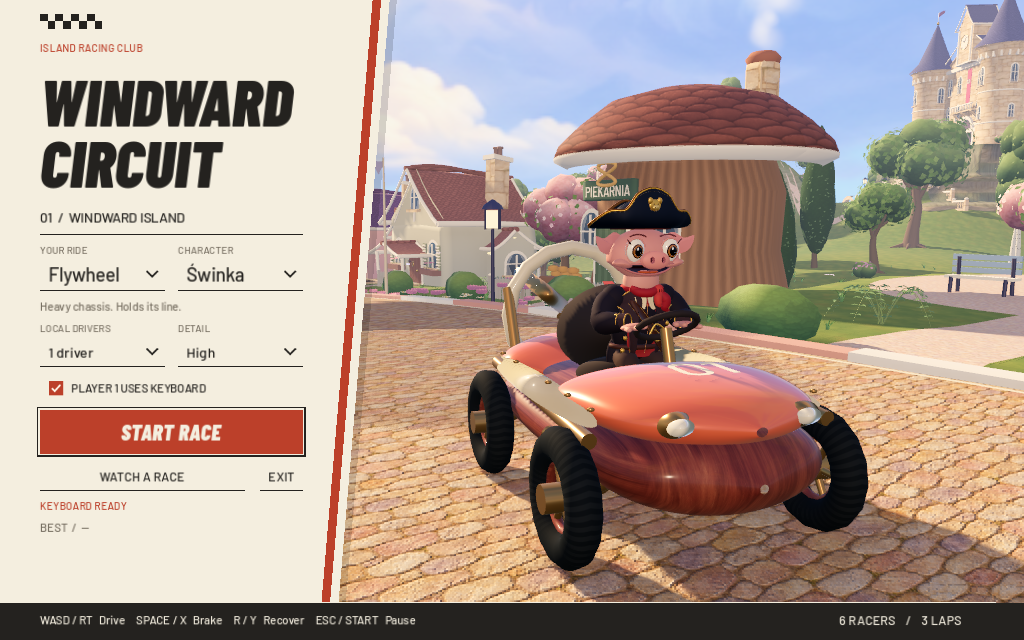 ISLAND RACING CLUB
WINDWARD
CIRCUIT
01 / WINDWARD ISLAND
YOUR RIDE
CHARACTER
Flywheel
Świnka
Heavy chassis. Holds its line.
LOCAL DRIVERS
DETAIL
1 driver
High
PLAYER 1 USES KEYBOARD
START RACE
WATCH A RACE
EXIT
KEYBOARD READY
BEST / —
PIEKARNIA
01
WASD / RT Drive SPACE / X Brake R / Y Recover ESC / START Pause
6 RACERS / 3 LAPS